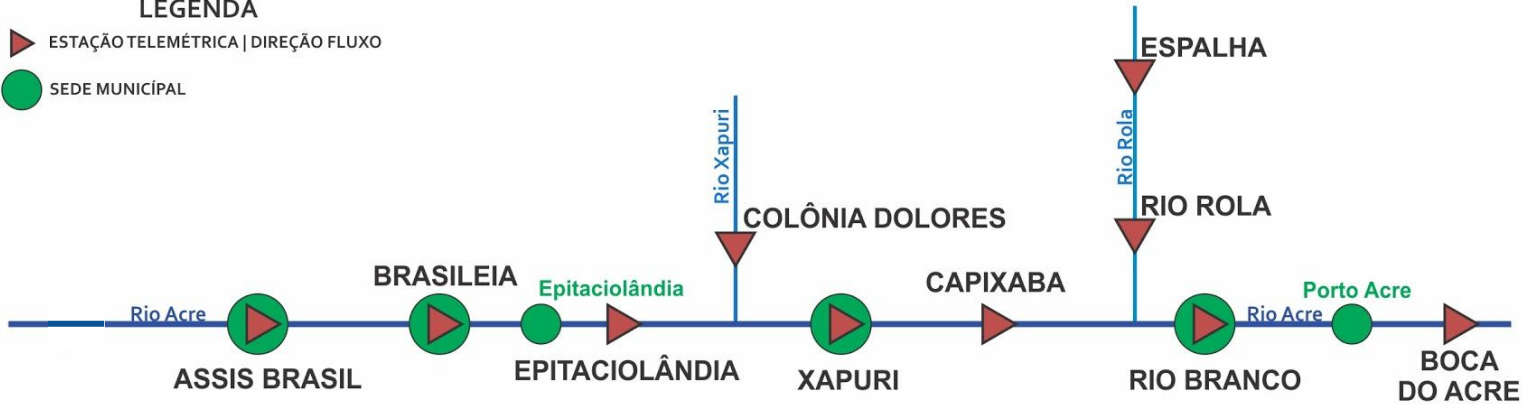 LEGENDA
ESTAÇÃO TELEMÉTRICA | DIREÇÃO FLUXO
SEDE MUNICÍPAL
ESPALHA
Rio Xapuri
Rio Rola
COLÔNIA DOLORES
RIO ROLA
BRASILEIA
Epitaciolândia
CAPIXABA
Porto Acre
Rio Acre
Rio Acre
ASSIS BRASIL
EPITACIOLÂNDIA
XAPURI
RIO BRANCO
BOCA
DO ACRE